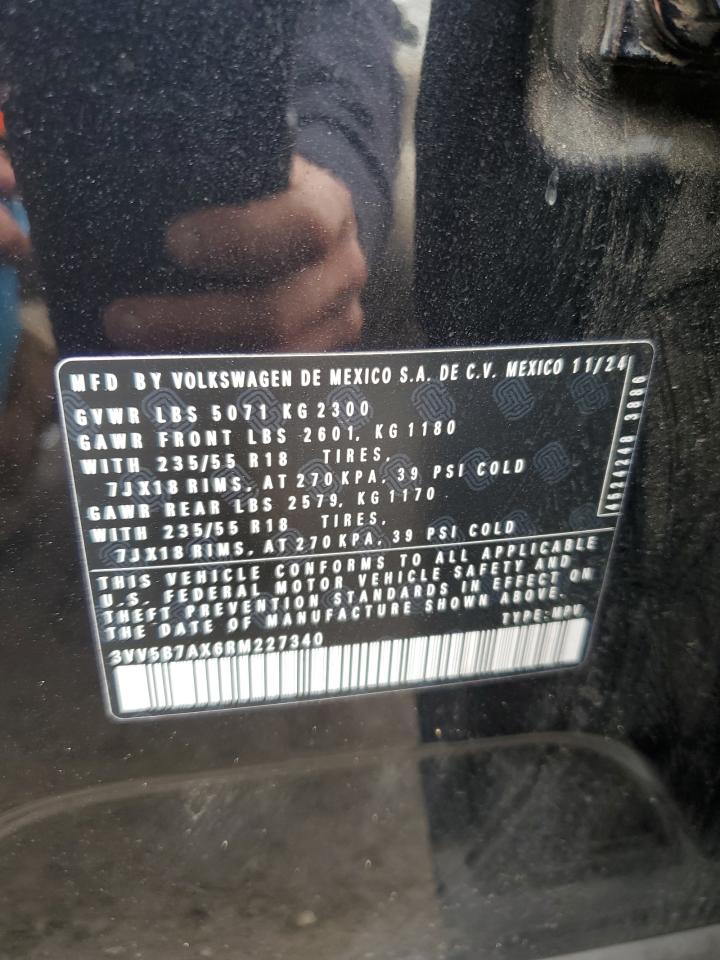 MFD BY VOLKSWAGEN DE MEXICO S.A. DE C.V. MEXICO 11/24
GVWR LBS 5071 KG 2300
GAWR FRONT LBS 2601, KG 1180
WITH 235/55 R18 TIRES,
7JX18 RIMS, AT 270 KPA, 39 PSI COLD
GAWR REAR LBS 2579, KG 1170
WITH 235/55 R18 TIRES,
7JX18 RIMS, AT 270 KPA, 39 PSI COLD
4524248 3886
THIS VEHICLE CONFORMS TO ALL APPLICABLE
U.S. FEDERAL MOTOR VEHICLE SAFETY AND
THEFT PREVENTION STANDARDS IN EFFECT ON
THE DATE OF MANUFACTURE SHOWN ABOVE.
TYPE: MPV
3VV5B7AX6RM227340